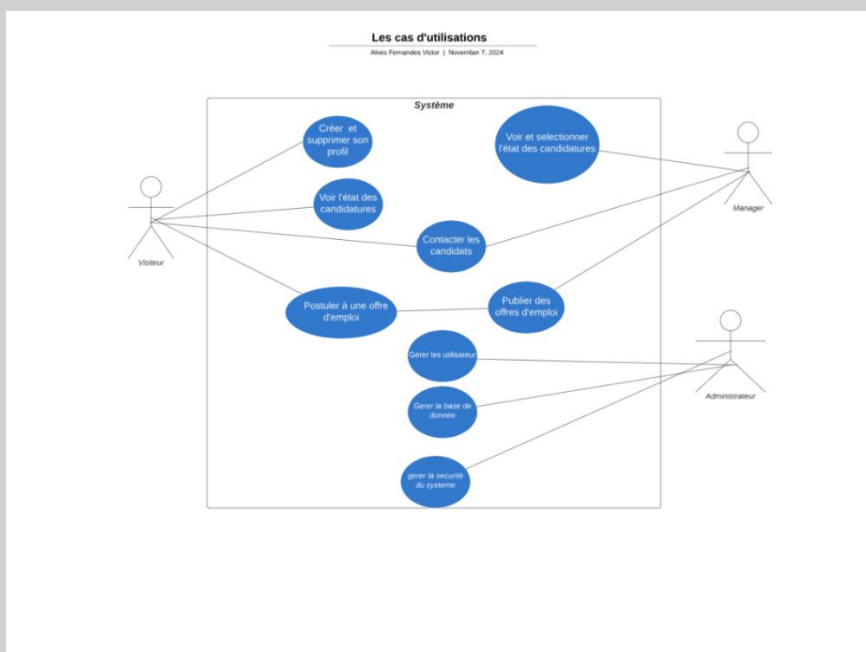 Les cas d'utilisations
Alves Fernandes Victor | November 7, 2024
Système
Créer et
supprimer son
profil
Voir et selectionner
l'état des candidatures
Voir l'état des
candidatures
Manager
Contacter les
candidats
Visiteur
Postuler à une offre
d'emploi
Publier des
offres d'emploi
Gérer les utilisateur
Gerer la base de
donnée
Administrateur
gerer la securité
du systeme